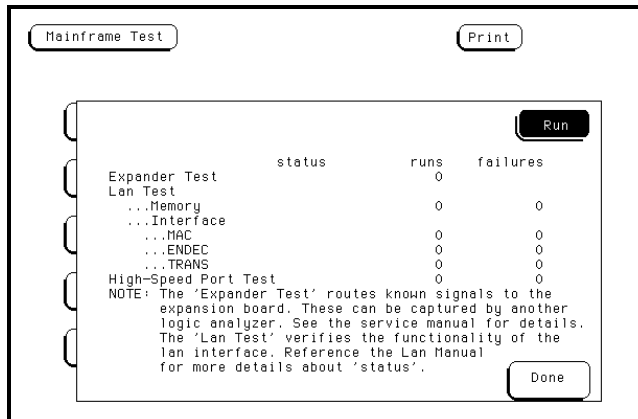 Mainframe Test Print
Run
status runs failures
Expander Test 0
Lan Test
...Memory 0 0
...Interface
...MAC 0 0
...ENDEC 0 0
...TRANS 0 0
High-Speed Port Test 0 0
NOTE: The 'Expander Test' routes known signals to the
expansion board. These can be captured by another
logic analyzer. See the service manual for details.
The 'Lan Test' verifies the functionality of the
lan interface. Reference the Lan Manual
for more details about 'status'.
Done